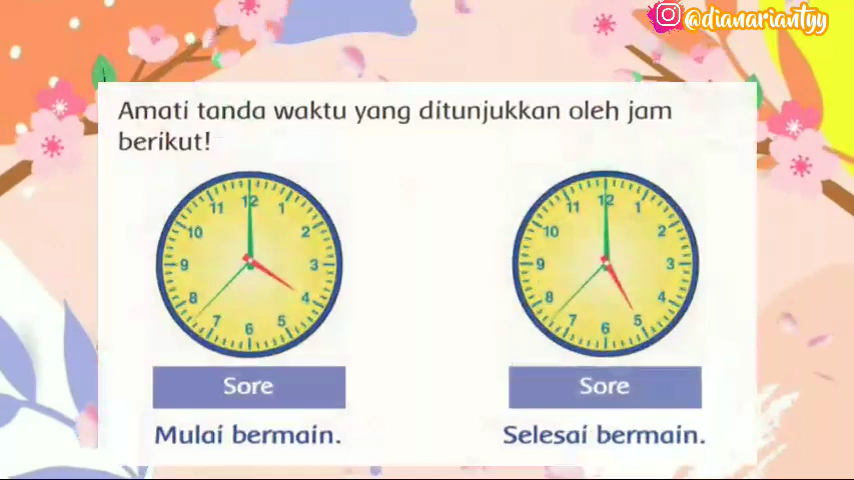 @dianariantyy
Amati tanda waktu yang ditunjukkan oleh jam
berikut!
12
11 1
10 2
9 3
8 4
7 5
6
12
11 1
10 2
9 3
8 4
7 5
6
Sore Sore
Mulai bermain. Selesai bermain.